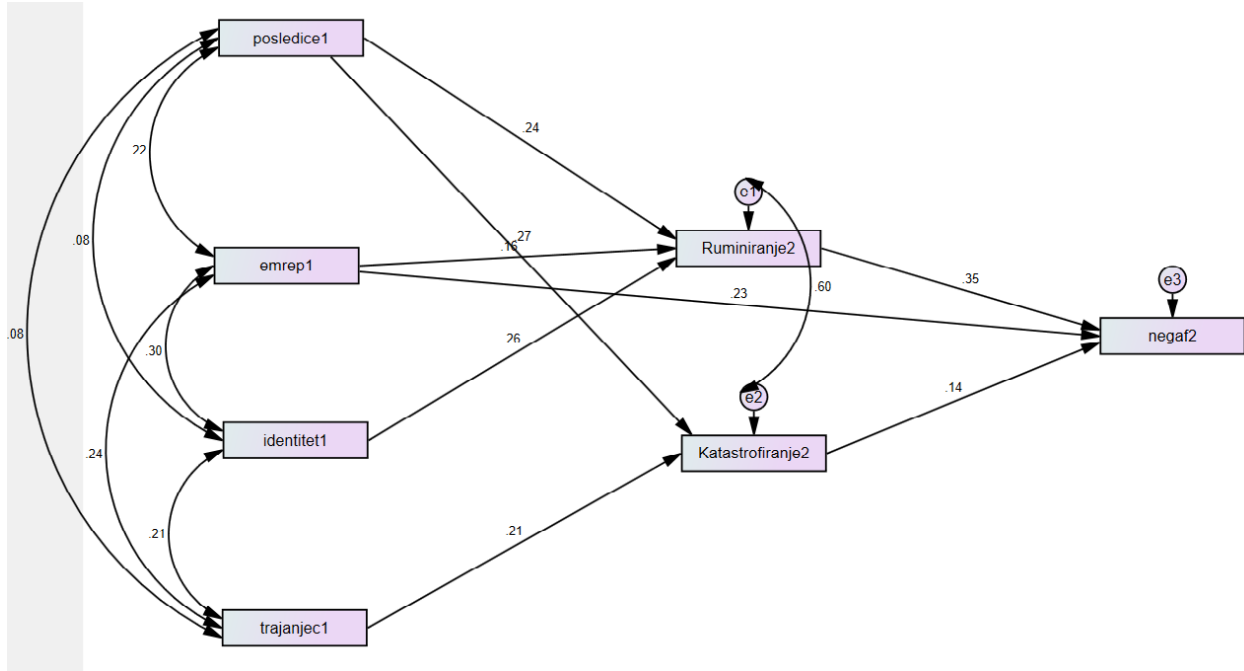 posledice1
.24
22
e1
.08
.27
.16
Ruminiranje2
emrep1
.35
e3
.23
.60
.08
negaf2
26
.30
.14
e2
identitet1
Katastrofiranje2
.24
.21
.21
trajanjec1